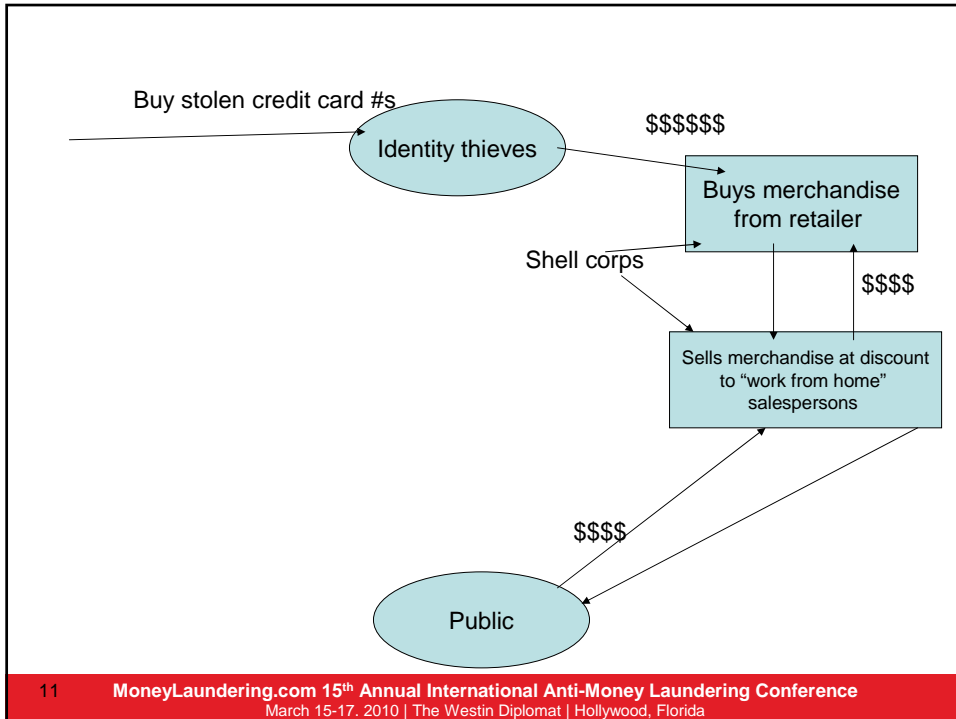 Buy stolen credit card #s
Identity thieves
$$$$$$
Buys merchandise
from retailer
Shell corps
$$$$
Sells merchandise at discount
to “work from home”
salespersons
$$$$
Public
11 MoneyLaundering.com 15th Annual International Anti-Money Laundering Conference
March 15-17. 2010 | The Westin Diplomat | Hollywood, Florida